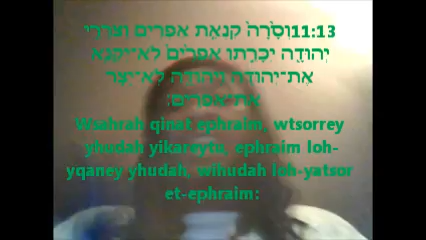 11:13וְסָ֙רָה֙ קִנְאַ֣ת אֶפְרַ֔יִם וְצֹרְרֵ֥י
יְהוּדָ֖ה יִכָּרֵ֑תוּ אֶפְרַ֙יִם֙ לֹא־יְקַנֵּ֣א
אֶת־יְהוּדָ֔ה וִיהוּדָ֖ה לֹא־יָצֹ֥ר
אֶת־אֶפְרָֽיִם׃
Wsahrah qinat ephraim, wtsorrey
yhudah yikareytu, ephraim loh-
yqaney yhudah, wihudah loh-yatsor
et-ephraim: